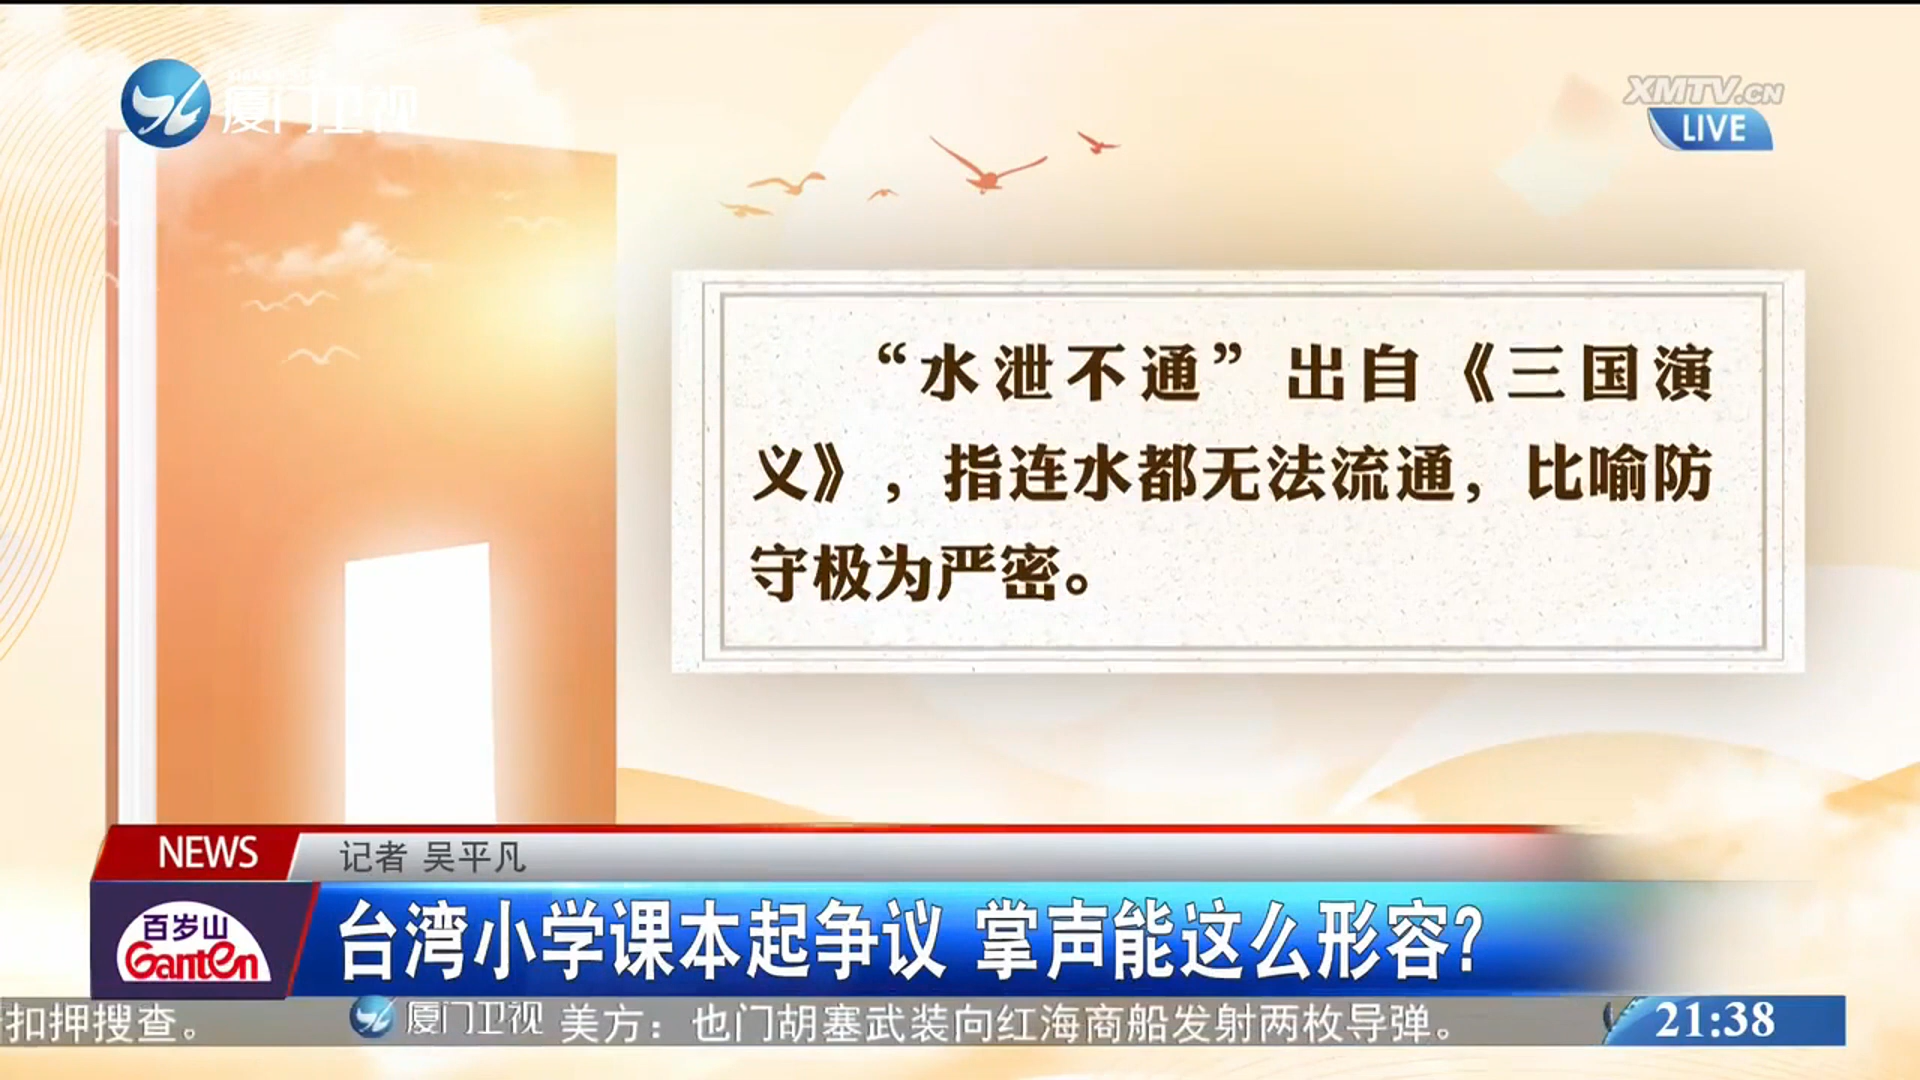 厦门卫视
XMTV.CN
LIVE
“水泄不通”出自《三国演
义》，指连水都无法流通，比喻防
守极为严密。
NEWS
记者 吴平凡
百岁山
Ganten
台湾小学课本起争议 掌声能这么形容?
扣押搜查。
厦门卫视
美方：也门胡塞武装向红海商船发射两枚导弹。
21:38